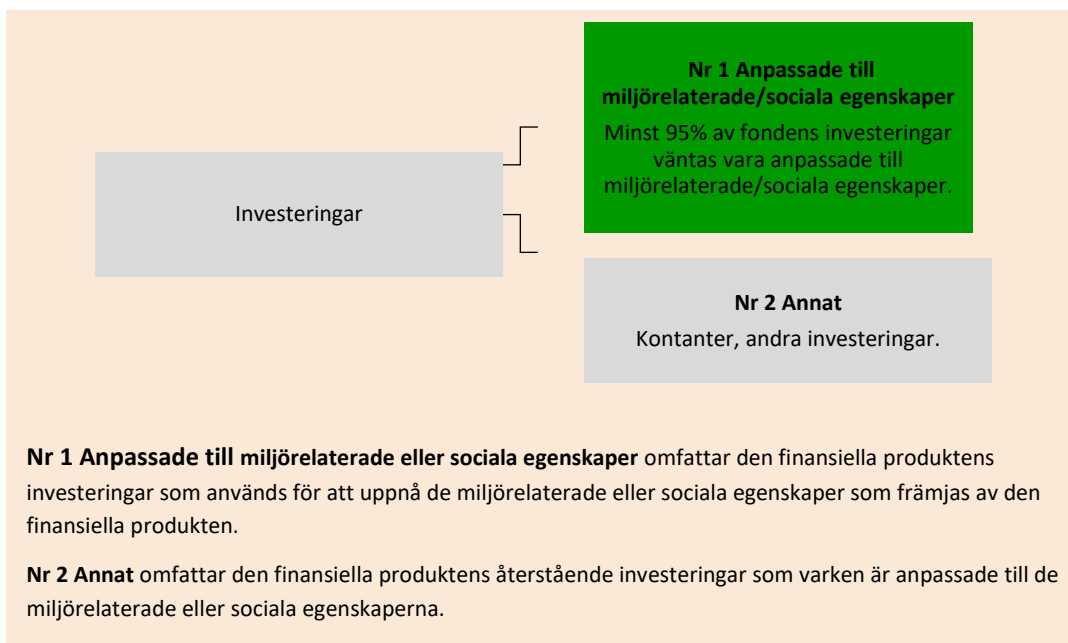 Nr 1 Anpassade till
miljörelaterade/sociala egenskaper
Minst 95% av fondens investeringar
väntas vara anpassade till
miljörelaterade/sociala egenskaper.
Investeringar
Nr 2 Annat
Kontanter, andra investeringar.
Nr 1 Anpassade till miljörelaterade eller sociala egenskaper omfattar den finansiella produktens
investeringar som används för att uppnå de miljörelaterade eller sociala egenskaper som främjas av den
finansiella produkten.
Nr 2 Annat omfattar den finansiella produktens återstående investeringar som varken är anpassade till de
miljörelaterade eller sociala egenskaperna.